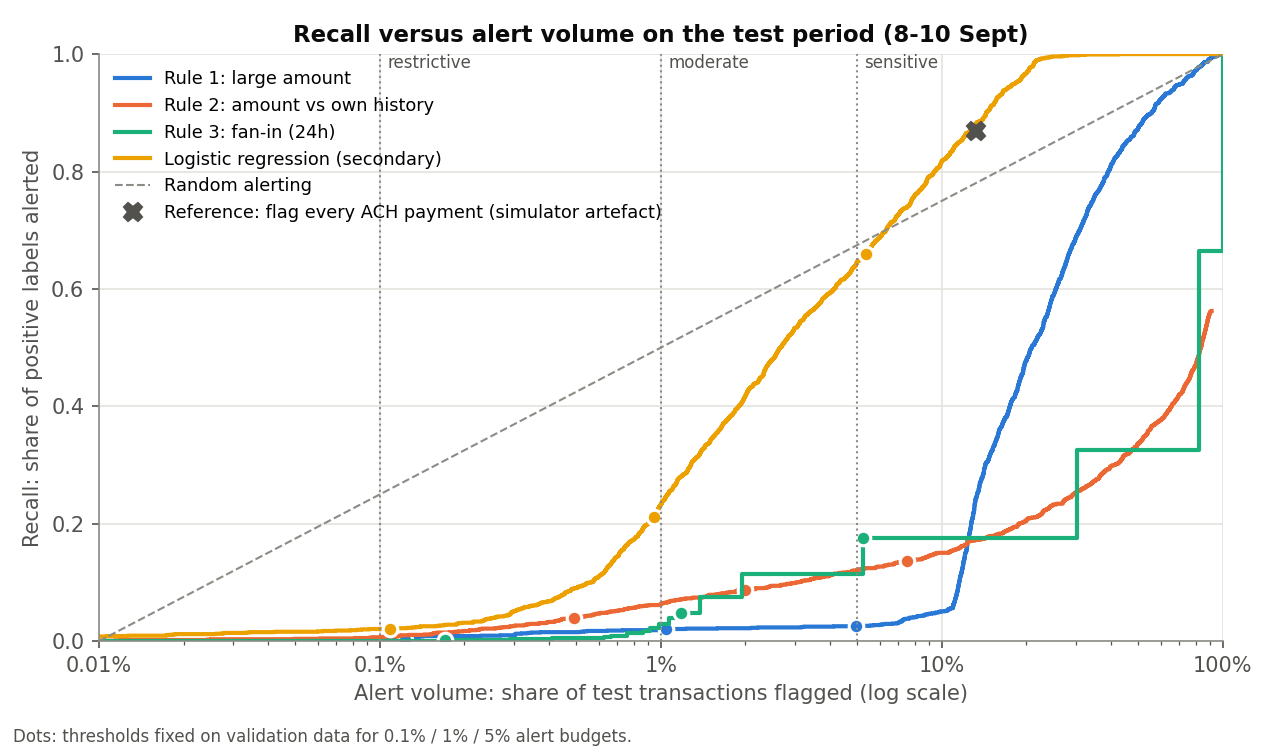 Recall versus alert volume on the test period (8-10 Sept)
restrictive
moderate
sensitive
Rule 1: large amount
Rule 2: amount vs own history
Rule 3: fan-in (24h)
Logistic regression (secondary)
Random alerting
Reference: flag every ACH payment (simulator artefact)
Recall: share of positive labels alerted
1.0
0.8
0.6
0.4
0.2
0.0
0.01%
0.1%
1%
10%
100%
Alert volume: share of test transactions flagged (log scale)
Dots: thresholds fixed on validation data for 0.1% / 1% / 5% alert budgets.